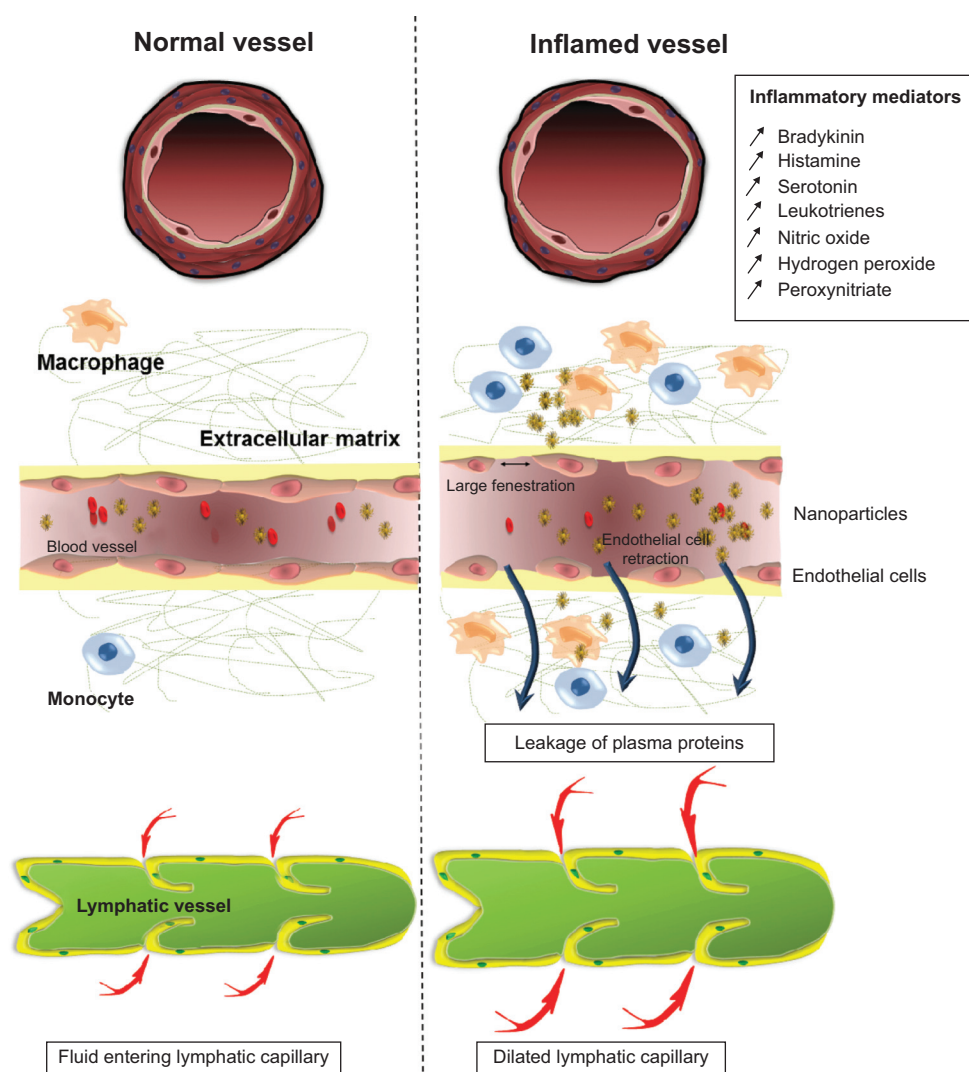 Normal vessel
Inflamed vessel
Inflammatory mediators
Bradykinin
Histamine
Serotonin
Leukotrienes
Nitric oxide
Hydrogen peroxide
Peroxynitriate
Macrophage
Extracellular matrix
Large fenestration
Blood vessel
Endothelial cell
retraction
Nanoparticles
Endothelial cells
Monocyte
Leakage of plasma proteins
Lymphatic vessel
Fluid entering lymphatic capillary
Dilated lymphatic capillary